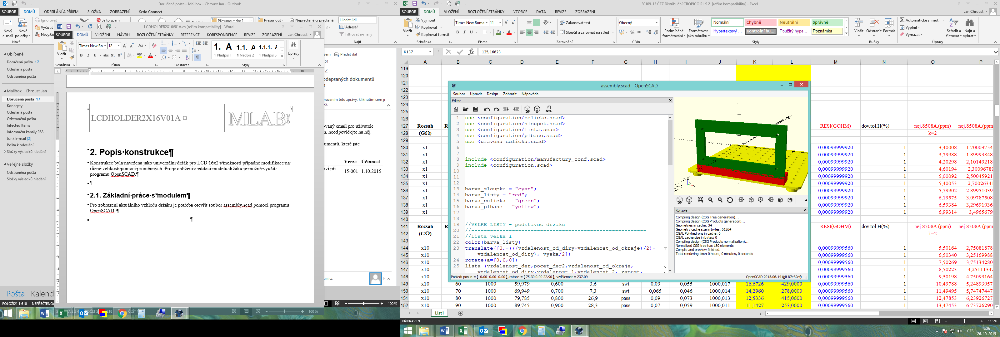 Doručená pošta – Mailbox - Chroust Jan - Outlook
SOUBOR DOMŮ ODESÍLÁNÍ A PŘÍJEM SLOŽKA ZOBRAZENÍ Kerio Connect
Nový e-mail
Nové položky
Nové
Ignorovat
Vyčistit
Je to spam
Přesunout do: ?
Přesunout
Nepřečtené či přečtené
Hledat lidi
Adresář
Filtrovat e-maily
Najít
Oblíbené
Doručená pošta 17
Odeslaná pošta
Odstraněná pošta
Mailbox - Chroust Jan
Doručená pošta 17
Koncepty
Odeslaná pošta
Odstraněná pošta
Infected Items
Informační kanály RSS
Junk E-mail [2]
Pošta k odeslání
Složky výsledků hledání
Veřejné složky
Odstraněná pošta
Složky výsledků hledání
Pošta Kalend
POLOŽKY: 1 610 NEPŘEČTENO:
100 %
Předat dál
odepsaných dokumentů
razením této zprávy, kliknutím sem ji
ovaný email pro uživatele
, neodpovídejte na něj.
umentů, které jste
Verze Účinnost
aví při 15-001 1.10.2015
mi.cz
LCDHOLDER2X16V01A.cs [režim kompatibility] - Word
SOUBOR DOMŮ VLOŽENÍ NÁVRH ROZLOŽENÍ STRÁNKY REFERENCE KORESPONDENCE REVIZE ZOBRAZENÍ Jan Chroust
Vložit
Times New Ro 12
1. A 1.1. A 1.1.1. A
¶ Nadpis 1 ¶ Nadpis 2 ¶ Nadpis 3
Úpravy
Schránka Písmo Odstavec Styly
LCDHOLDER2X16V01A
MLAB
2. Popis konstrukce¶
Konstrukce byla navržena jako univerzální držák pro LCD 16x2 s možností případné modifikace na
různé velikosti pomocí proměnných. Pro prohlížení a editaci modelu držáku je možné využít
programu OpenSCAD.¶
¶
2.1. Základní práce s modulem¶
Pro zobrazení aktuálního vzhledu držáku je potřeba otevřít soubor assembly.scad pomocí programu
OpenSCAD. ¶
¶
100 %
30109-13 ČEZ Distribuční CROPICO RH9 2 [režim kompatibility] - Excel
SOUBOR DOMŮ VLOŽENÍ ROZLOŽENÍ STRÁNKY VZORCE DATA REVIZE ZOBRAZENÍ Jan Chroust
Vložit
Vyjmout
Kopírovat
Kopírovat formát
Schránka
Times New Roma 11
Písmo
Zalamovat text
Sloučit a zarovnat na střed
Zarovnání
Obecný
Číslo
Podmíněné formátování
Formátovat jako tabulku
Normální Chybně Neutrální Správně
Hypertextový ... Kontrolní bu... Použitý hype... Poznámka
Styly
Vložit Odstranit Formát
Buňky
Automatické shrnutí
Vyplnit
Vymazat
Seřadit a filtrovat
Najít a vybrat
Úpravy
K137 125,16623
A B C D E F G H I J K L M N O P
119
120
121
122
123
124
125
126
127 Rozsah RESI(GOHM) dov.tol.H(%) nej.8508A.(ppm) nej.8508A.(ppm
128 (GΩ) k=2
129
130 x1 0,00099999920 1 3,40008 1,70003754
131 x1 0,00099999920 1 3,79988 1,89993848
132 x1 0,00099999920 1 4,20298 2,10149218
133 x1 0,00099999920 1 4,60194 2,30096789
134 x1 0,00099999920 1 5,00092 2,50045921
135 x1 0,00099999920 1 5,40053 2,70026341
136 x1 0,00099999920 1 5,79902 2,89951039
137 x1 0,00099999920 1 6,19575 3,09787508
138 x1 0,00099999920 1 6,59384 3,29691936
139 x1 0,00099999920 1 6,99314 3,4965679
140
141 Rozsah RESI(GOHM) dov.tol.H(%) nej.8508A.(ppm) nej.8508A.(ppm
142 (GΩ) k=2
143
144 x10 0,00099999560 1 5,50164 2,75081878
145 x10 0,00099999560 1 6,50340 3,25169988
146 x10 0,00099999560 1 7,50269 3,75134280
147 x10 0,00099999560 1 8,50223 4,25111342
148 x10 0,00099999560 1 9,50198 4,75099164
149 x10 60 1000 59,979 0,600 3,6 swt 0,09 0,055 1000,017 16,6726 429,0000 0,00099999560 1 10,49788 5,24893957
150 x10 70 1000 69,949 0,700 7,3 swt 0,065 0,046 1000,014 14,2960 278,0000 0,00099999560 1 11,49495 5,74747447
151 x10 80 1000 79,785 0,800 26,9 pass 0,09 0,073 1000,013 12,5336 415,0000 0,00099999560 1 12,47853 6,23926727
152 x10 90 1000 89,745 0,900 28,3 pass 0,07 0,059 1000,011 11,1427 253,0000 0,00099999560 1 13,47453 6,73726290
List1
PŘIPRAVEN
115 %
assembly.scad - OpenSCAD
Soubor Upravit Design Zobrazit Nápověda
Editor
STL
1 use <configuration/celicko.scad>
2 use <configuration/sloupek.scad>
3 use <configuration/lista.scad>
4 use <configuration/plbase.scad>
5 use <uravena_celicka.scad>
6
7
8 include <configuration/manufactury_conf.scad>
9 include <configuration.scad>
10
11
12
13 barva_sloupku = "cyan";
14 barva_listy = "red";
15 barva_celicka = "green";
16 barva_plbase = "yellow";
17
18
19 //VELKE LISTY - podstavec drzaku
20 //--------------------------------------------------------
21 //lista velka 1
22 color(barva_listy)
23 translate([0,-(((vzdalenost_od_diry+vzdalenost_od_okraje)/2)-
vzdalenost_od_diry),-vyska/2])
24 rotate(a=[0,0,0])
25 lista (vzdalenost_der,pocet_der2,vzdalenost_od_okraje,
vzdalenost_od_diry,vzdalenost_1,vzdalenost_2, zapust,
Konzole
Compiling design (CSG Tree generation)...
Compiling design (CSG Products generation)...
Geometries in cache: 34
Geometry cache size in bytes: 61264
CGAL Polyhedrons in cache: 0
CGAL cache size in bytes: 0
Compiling design (CSG Products normalization)...
Normalized CSG tree has 180 elements
Compile and preview finished.
Total rendering time: 0 hours, 0 minutes, 0 seconds
Pohled: posun = [ -0.00 -0.00 -0.00 ], rotace = [ 75.30 0.00 22.90 ], vzdálenost = 237.09
OpenSCAD 2015.06.14 (git 87e32ef)
CES
9:26
26. 10. 2015